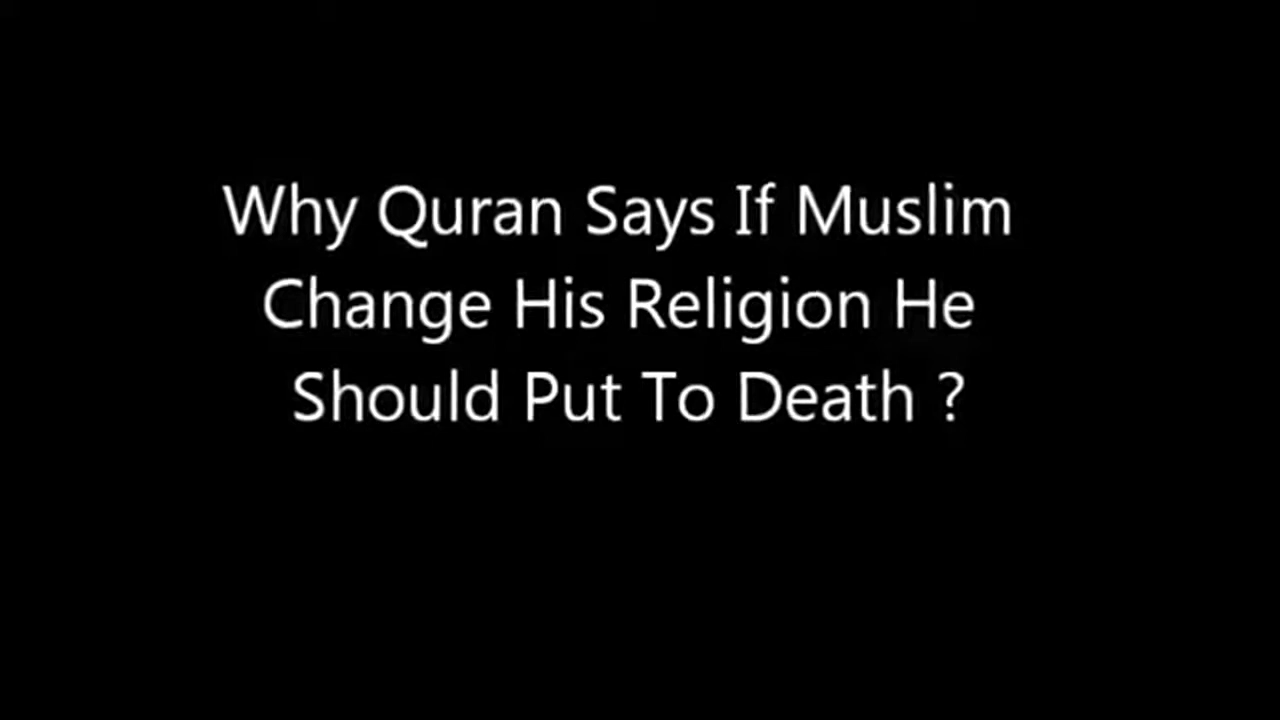 Why Quran Says If Muslim
Change His Religion He
Should Put To Death ?